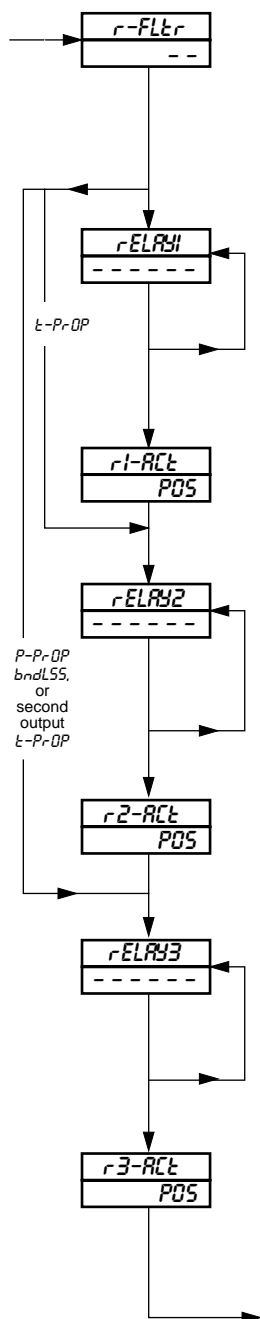 r-FLtr
- -
rELAY1
- - - - - -
t-PrOP
r1-ACt
POS
rELAY2
- - - - - -
P-PrOP
bndLSS,
or
second
output
t-PrOP
r2-ACt
POS
rELAY3
- - - - - -
r3-ACt
POS